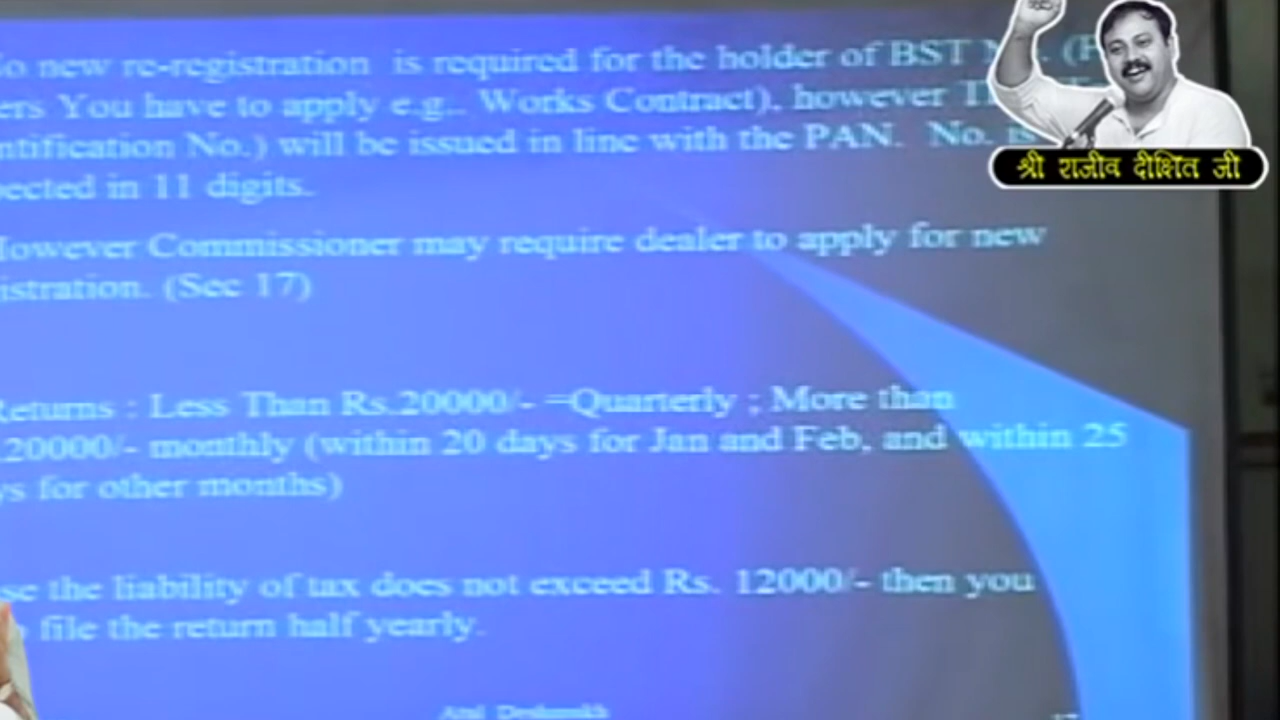 o new re-registration is required for the holder of BST
ers You have to apply e.g.. Works Contract), however
ntification No.) will be issued in line with the PAN. No. is
pected in 11 digits.
However Commissioner may require dealer to apply for new
istration. (Sec 17)
Returns : Less Than Rs.20000/- =Quarterly ; More than
.20000/- monthly (within 20 days for Jan and Feb, and within 25
ys for other months)
se the liability of tax does not exceed Rs. 12000/- then you
file the return half yearly.
Deshmukh
श्री राजीव दीक्षित जी